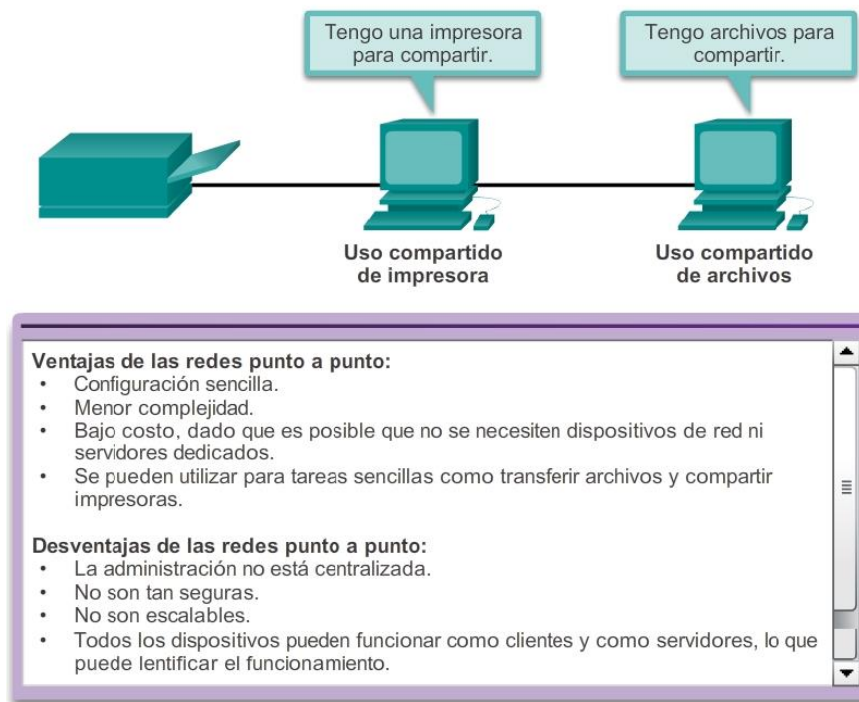 Tengo una impresora
para compartir.
Tengo archivos para
compartir.
Uso compartido
de impresora
Uso compartido
de archivos
Ventajas de las redes punto a punto:
• Configuración sencilla.
• Menor complejidad.
• Bajo costo, dado que es posible que no se necesiten dispositivos de red ni
servidores dedicados.
• Se pueden utilizar para tareas sencillas como transferir archivos y compartir
impresoras.
Desventajas de las redes punto a punto:
• La administración no está centralizada.
• No son tan seguras.
• No son escalables.
• Todos los dispositivos pueden funcionar como clientes y como servidores, lo que
puede lentificar el funcionamiento.